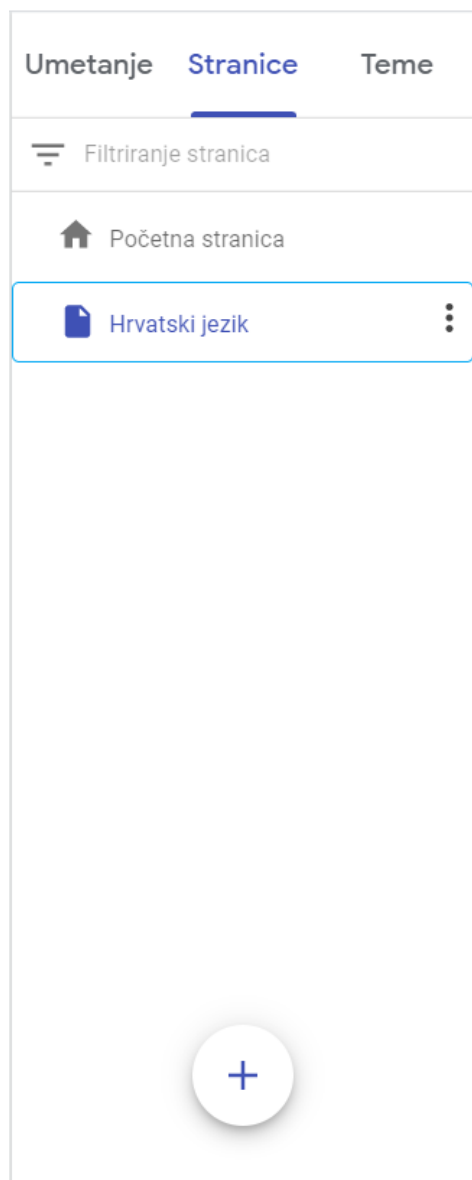 Umetanje Stranice Teme
Filtriranje stranica
Početna stranica
Hrvatski jezik